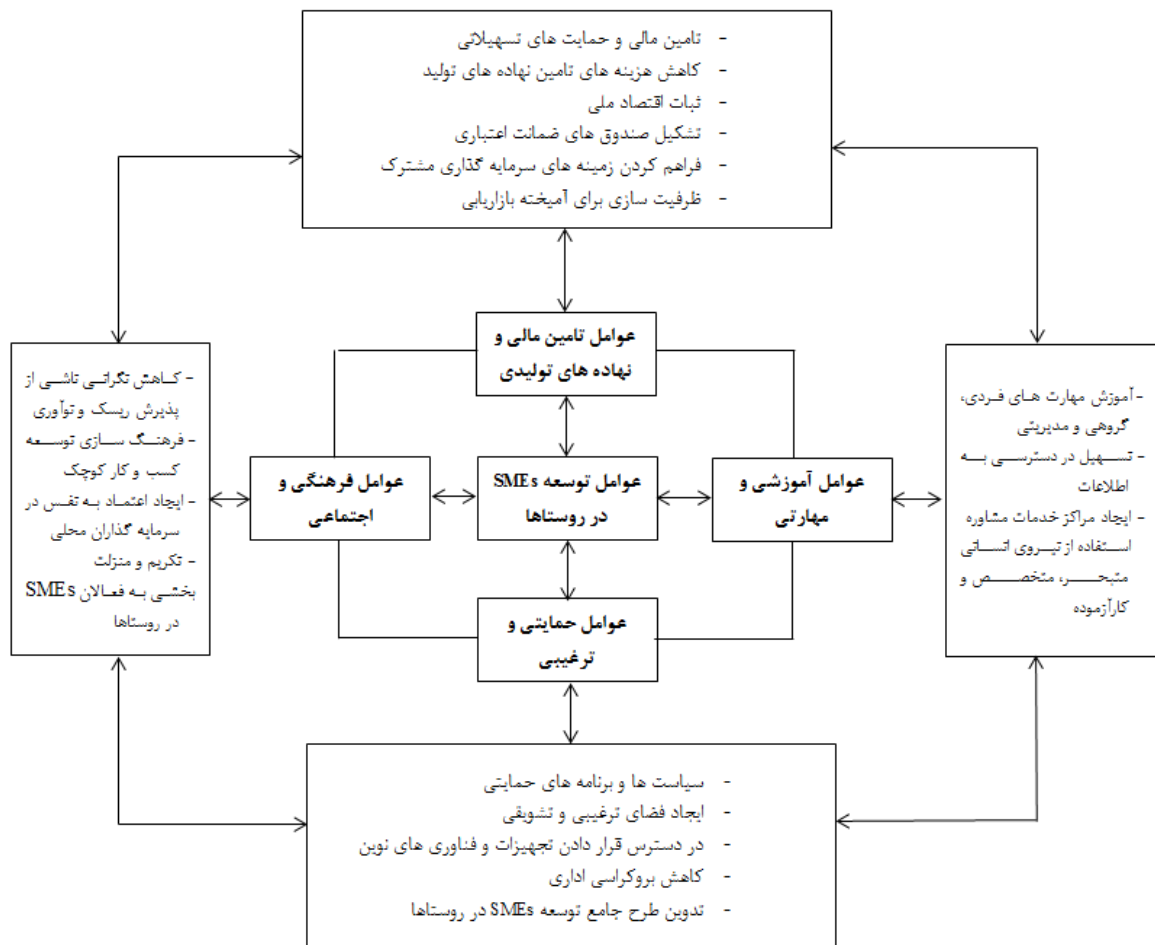 - تامین مالی و حمایت های تسهیلاتی
- کاهش هزینه های تامین نهاده های تولید
- ثبات اقتصاد ملی
- تشکیل صندوق های ضمانت اعتباری
- فراهم کردن زمینه های سرمایه گذاری مشترک
- ظرفیت سازی برای آمیخته بازاریابی
عوامل تامین مالی و
نهاده های تولیدی
- آموزش مهارت های فردی،
گروهی و مدیریتی
- تسهیل در دسترسی به
اطلاعات
- ایجاد مراکز خدمات مشاوره
استفاده از نیروی انسانی
متبحر، متخصص و
کارآزموده
عوامل آموزشی و
مهارتی
عوامل توسعه SMEs
در روستاها
عوامل فرهنگی و
اجتماعی
- کاهش نگرانی ناشی از
پذیرش ریسک و نوآوری
- فرهنگ سازی توسعه
کسب و کار کوچک
- ایجاد اعتماد به نفس در
سرمایه گذاران محلی
- تکریم و منزلت
بخشی به فعالان SMEs
در روستاها
عوامل حمایتی و
ترغیبی
- سیاست ها و برنامه های حمایتی
- ایجاد فضای ترغیبی و تشویقی
- در دسترس قرار دادن تجهیزات و فناوری های نوین
- کاهش بروکراسی اداری
- تدوین طرح جامع توسعه SMEs در روستاها